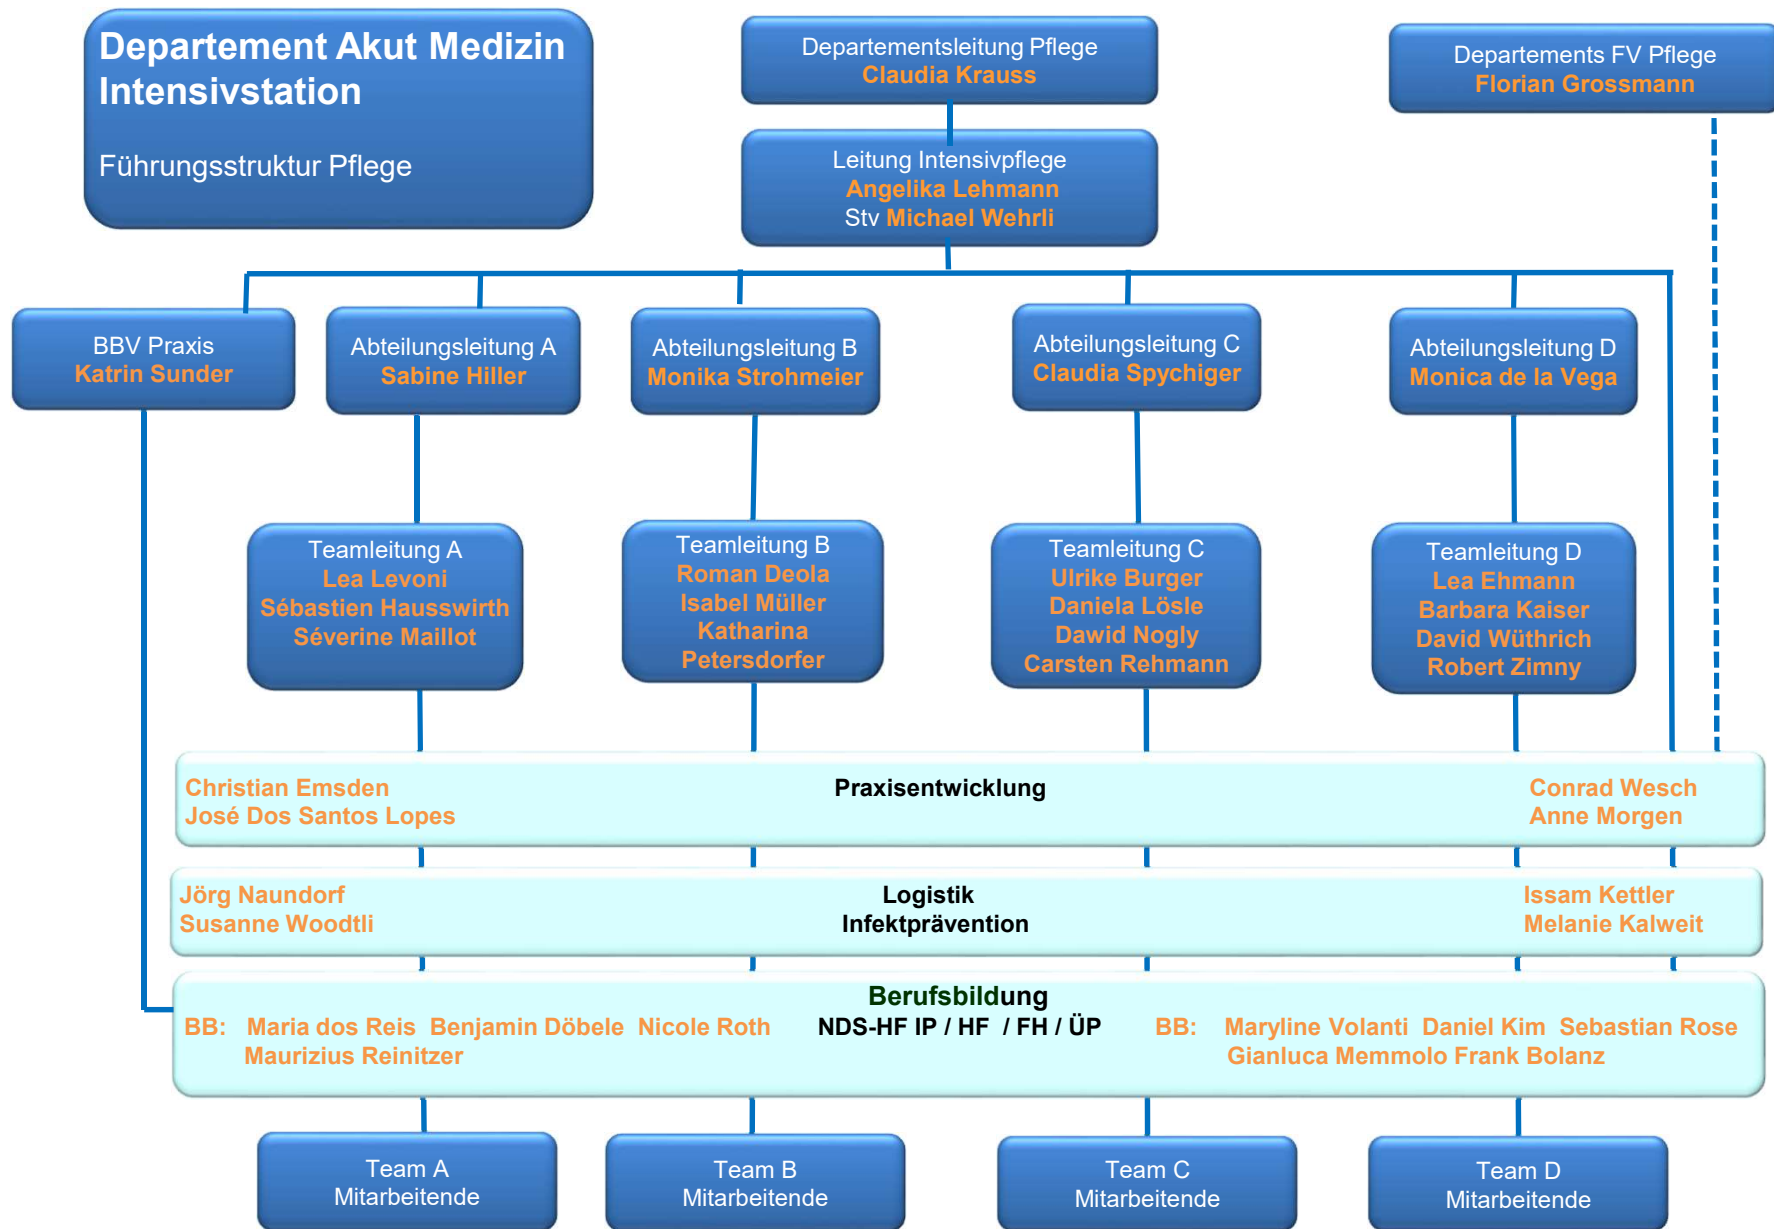 Departement Akut Medizin
Intensivstation
Führungsstruktur Pflege
Departementsleitung Pflege
Claudia Krauss
Departements FV Pflege
Florian Grossmann
Leitung Intensivpflege
Angelika Lehmann
Stv Michael Wehrli
BBV Praxis
Katrin Sunder
Abteilungsleitung A
Sabine Hiller
Abteilungsleitung B
Monika Strohmeier
Abteilungsleitung C
Claudia Spychiger
Abteilungsleitung D
Monica de la Vega
Teamleitung A
Lea Levoni
Sébastien Hausswirth
Séverine Maillot
Teamleitung B
Roman Deola
Isabel Müller
Katharina
Petersdorfer
Teamleitung C
Ulrike Burger
Daniela Lösle
Dawid Nogly
Carsten Rehmann
Teamleitung D
Lea Ehmann
Barbara Kaiser
David Wüthrich
Robert Zimny
Christian Emsden
José Dos Santos Lopes
Praxisentwicklung
Conrad Wesch
Anne Morgen
Jörg Naundorf
Susanne Woodtli
Logistik
Infektprävention
Issam Kettler
Melanie Kalweit
Berufsbildung
BB: Maria dos Reis Benjamin Döbele Nicole Roth
Maurizius Reinitzer
NDS-HF IP / HF / FH / ÜP
BB: Maryline Volanti Daniel Kim Sebastian Rose
Gianluca Memmolo Frank Bolanz
Team A
Mitarbeitende
Team B
Mitarbeitende
Team C
Mitarbeitende
Team D
Mitarbeitende